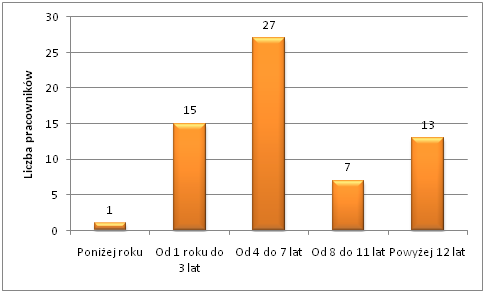 Liczba pracowników
30
25
20
15
10
5
0
1
15
27
7
13
Poniżej roku
Od 1 roku do
3 lat
Od 4 do 7 lat
Od 8 do 11 lat
Powyżej 12 lat